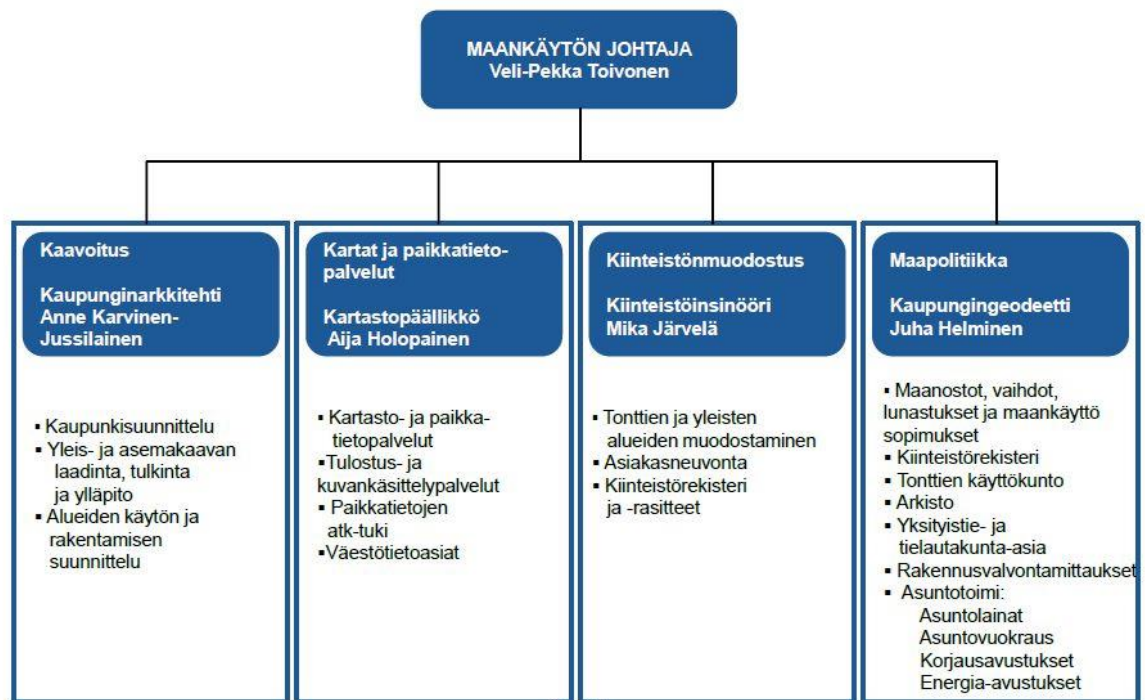 MAANKÄYTÖN JOHTAJA
Veli-Pekka Toivonen
Kaavoitus
Kaupunginarkkitehti
Anne Karvinen-
Jussilainen
▪ Kaupunkisuunnittelu
▪ Yleis- ja asemakaavan
laadinta, tulkinta
ja ylläpito
▪ Alueiden käytön ja
rakentamisen
suunnittelu
Kartat ja paikkatieto-
palvelut
Kartastopäällikkö
Aija Holopainen
▪ Kartasto- ja paikka-
tietopalvelut
▪Tulostus- ja
kuvankäsittelypalvelut
▪ Paikkatietojen
atk-tuki
▪Väestötietoasiat
Kiinteistönmuodostus
Kiinteistöinsinööri
Mika Järvelä
▪ Tonttien ja yleisten
alueiden muodostaminen
▪ Asiakasneuvonta
▪ Kiinteistörekisteri
ja -rasitteet
Maapolitiikka
Kaupungingeodeetti
Juha Helminen
▪ Maanostot, vaihdot,
lunastukset ja maankäyttö
sopimukset
▪ Kiinteistörekisteri
▪ Tonttien käyttökunto
▪ Arkisto
▪ Yksityistie- ja
tielautakunta-asia
▪ Rakennusvalvontamittaukset
▪ Asuntotoimi:
Asuntolainat
Asuntovuokraus
Korjausavustukset
Energia-avustukset